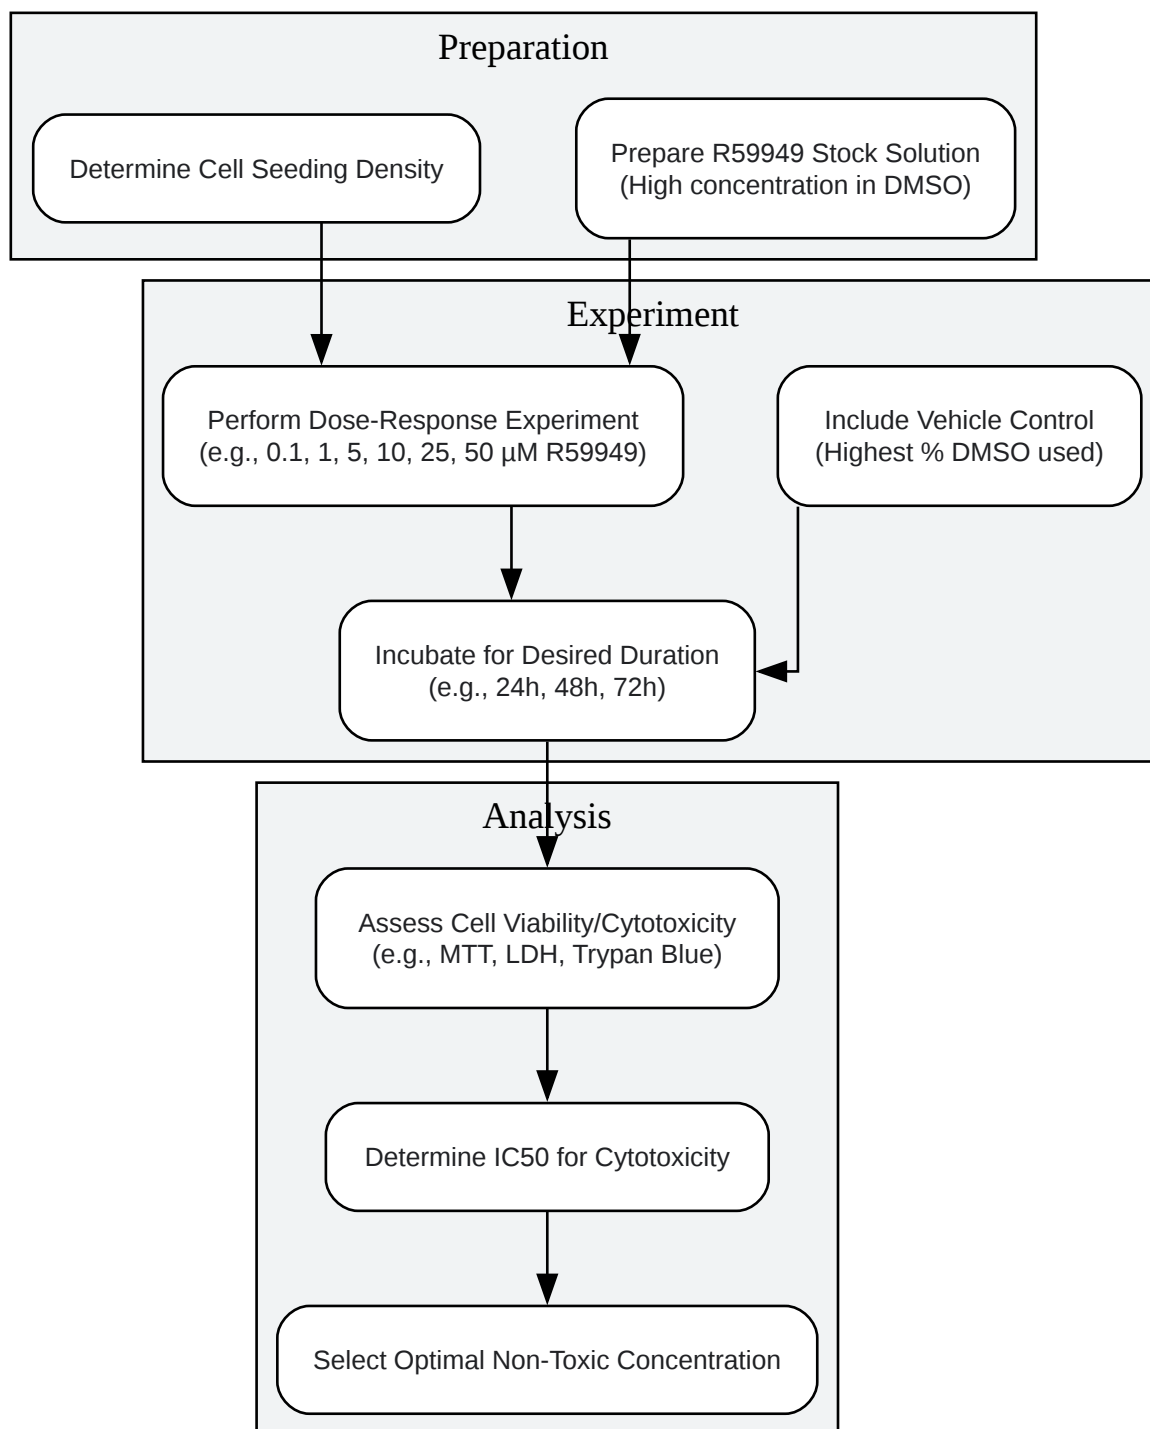 Preparation
Determine Cell Seeding Density
Prepare R59949 Stock Solution
(High concentration in DMSO)
Experiment
Perform Dose-Response Experiment
(e.g., 0.1, 1, 5, 10, 25, 50 µM R59949)
Include Vehicle Control
(Highest % DMSO used)
Incubate for Desired Duration
(e.g., 24h, 48h, 72h)
Analysis
Assess Cell Viability/Cytotoxicity
(e.g., MTT, LDH, Trypan Blue)
Determine IC50 for Cytotoxicity
Select Optimal Non-Toxic Concentration